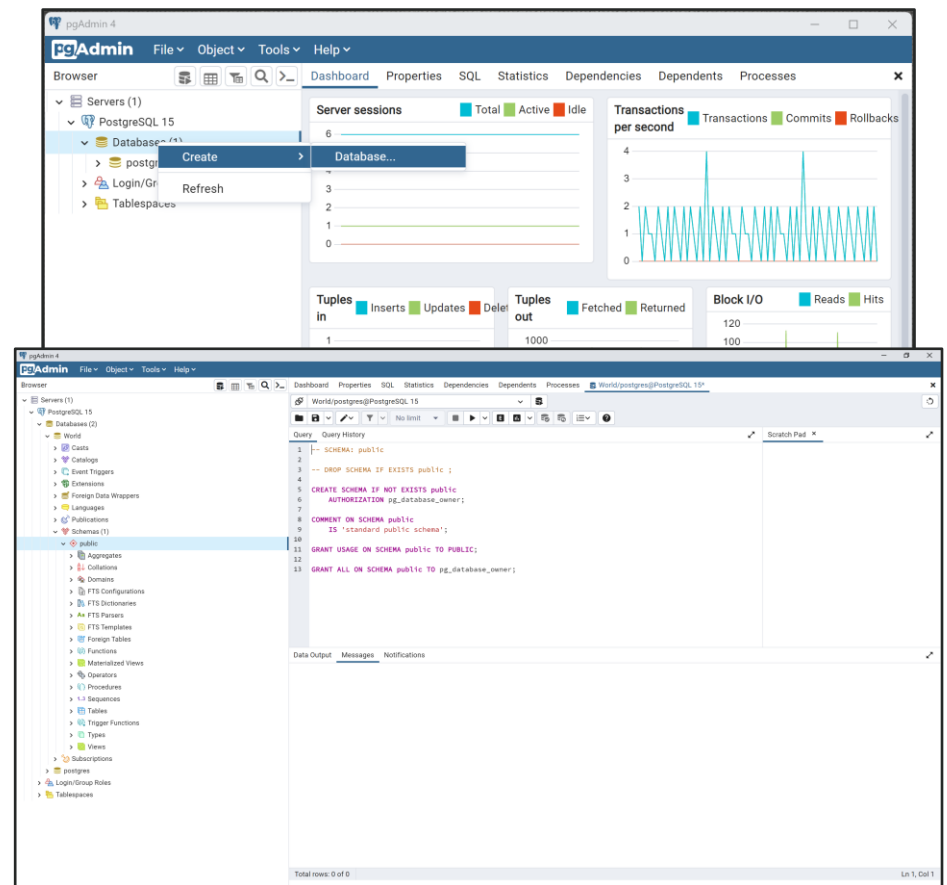 pgAdmin 4
pgAdmin File Object Tools Help
Browser Dashboard Properties SQL Statistics Dependencies Dependents Processes
Servers (1)
PostgreSQL 15
Databases (1)
postgr
Login/Gr
Tablespaces
Create
Database...
Refresh
Server sessions Total Active Idle
6
4
3
2
1
0
Transactions per second Transactions Commits Rollbacks
4
3
2
1
0
Tuples in Inserts Updates Delet
1
Tuples out Fetched Returned
1000
Block I/O Reads Hits
120
100
pgAdmin 4
pgAdmin File Object Tools Help
Browser Dashboard Properties SQL Statistics Dependencies Dependents Processes World/postgres@PostgreSQL 15*
Servers (1)
PostgreSQL 15
Databases (2)
World
Casts
Catalogs
Event Triggers
Extensions
Foreign Data Wrappers
Languages
Publications
Schemas (1)
public
Aggregates
Collations
Domains
FTS Configurations
FTS Dictionaries
Aa FTS Parsers
FTS Templates
Foreign Tables
Functions
Materialized Views
Operators
Procedures
1..3 Sequences
Tables
Trigger Functions
Types
Views
Subscriptions
postgres
Login/Group Roles
Tablespaces
World/postgres@PostgreSQL 15
No limit
Query Query History
Scratch Pad
1 -- SCHEMA: public
2
3 -- DROP SCHEMA IF EXISTS public ;
4
5 CREATE SCHEMA IF NOT EXISTS public
6 AUTHORIZATION pg_database_owner;
7
8 COMMENT ON SCHEMA public
9 IS 'standard public schema';
10
11 GRANT USAGE ON SCHEMA public TO PUBLIC;
12
13 GRANT ALL ON SCHEMA public TO pg_database_owner;
Data Output Messages Notifications
Total rows: 0 of 0
Ln 1, Col 1